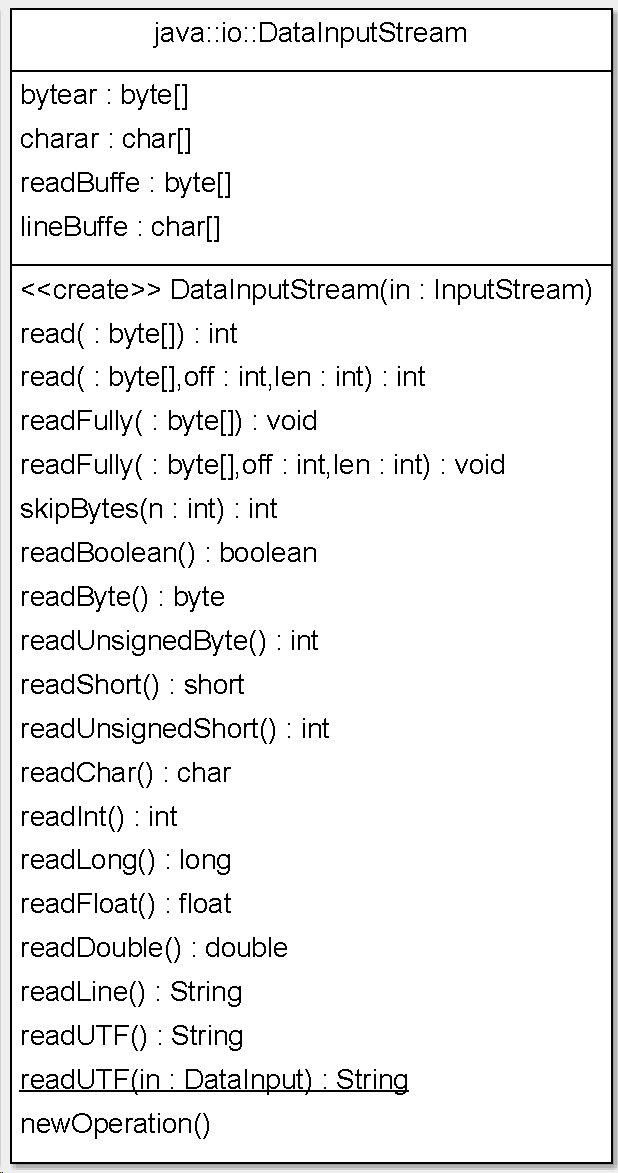 java::io::DataInputStream
bytear : byte[]
charar : char[]
readBuffe : byte[]
lineBuffe : char[]
<<create>> DataInputStream(in : InputStream)
read( : byte[]) : int
read( : byte[],off : int,len : int) : int
readFully( : byte[]) : void
readFully( : byte[],off : int,len : int) : void
skipBytes(n : int) : int
readBoolean() : boolean
readByte() : byte
readUnsignedByte() : int
readShort() : short
readUnsignedShort() : int
readChar() : char
readInt() : int
readLong() : long
readFloat() : float
readDouble() : double
readLine() : String
readUTF() : String
readUTF(in : DataInput) : String
newOperation()